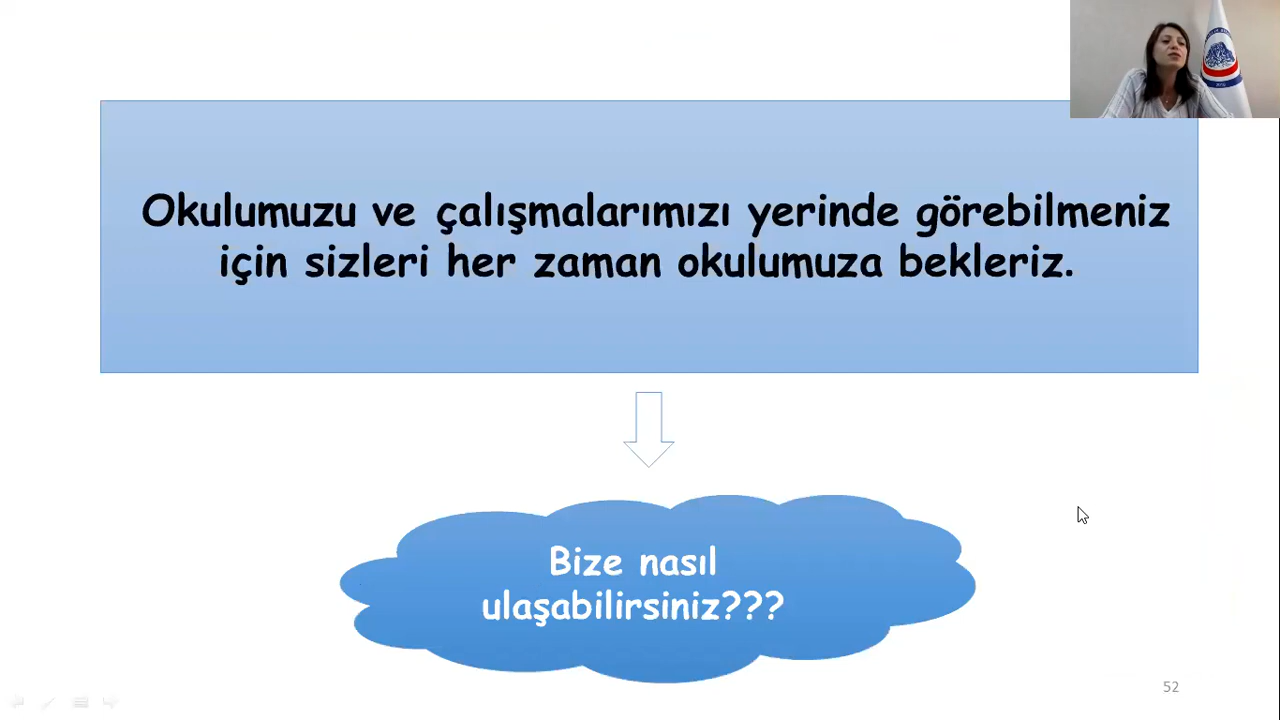 Okulumuzu ve çalışmalarımızı yerinde görebilmeniz
için sizleri her zaman okulumuza bekleriz.
Bize nasıl
ulaşabilirsiniz???
52